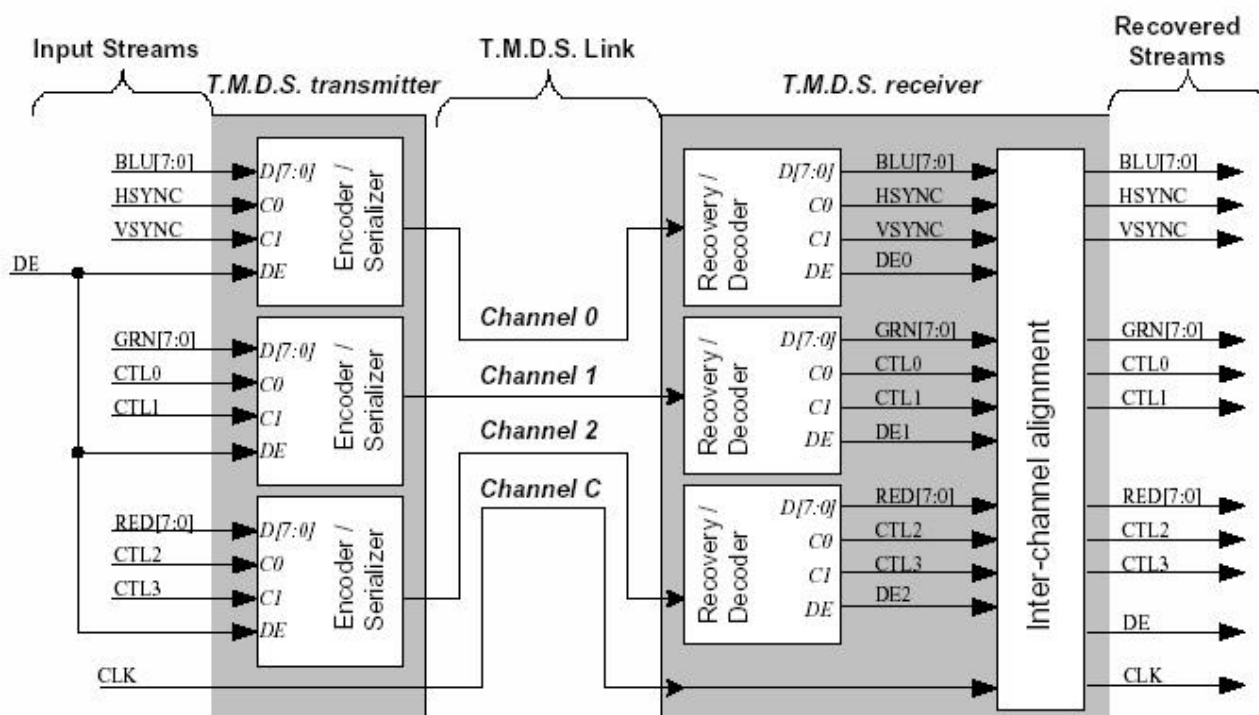 Input Streams
T.M.D.S. Link
Recovered
Streams
T.M.D.S. transmitter
T.M.D.S. receiver
BLU[7:0]
HSYNC
VSYNC
DE
D[7:0]
C0
C1
DE
Encoder /
Serializer
GRN[7:0]
CTL0
CTL1
D[7:0]
C0
C1
DE
Encoder /
Serializer
RED[7:0]
CTL2
CTL3
D[7:0]
C0
C1
DE
Encoder /
Serializer
CLK
Channel 0
Channel 1
Channel 2
Channel C
Recovery /
Decoder
D[7:0]
C0
C1
DE
BLU[7:0]
HSYNC
VSYNC
DE0
Recovery /
Decoder
D[7:0]
C0
C1
DE
GRN[7:0]
CTL0
CTL1
DE1
Recovery /
Decoder
D[7:0]
C0
C1
DE
RED[7:0]
CTL2
CTL3
DE2
Inter-channel alignment
BLU[7:0]
HSYNC
VSYNC
GRN[7:0]
CTL0
CTL1
RED[7:0]
CTL2
CTL3
DE
CLK